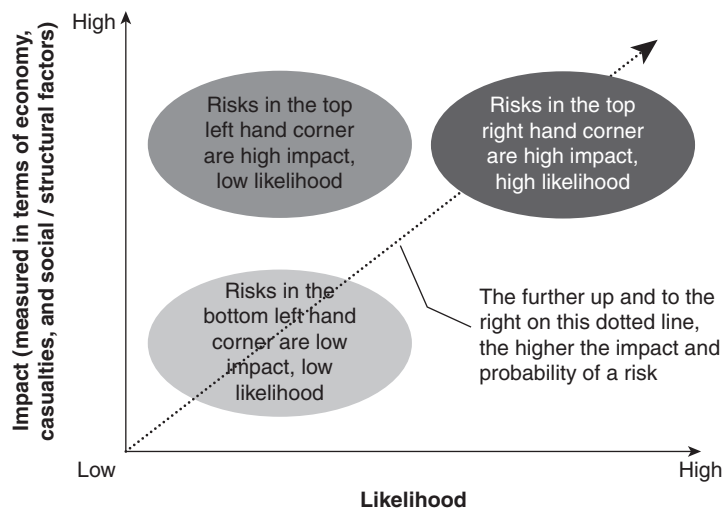 High
Impact (measured in terms of economy,
casualties, and social / structural factors)
Risks in the top
left hand corner
are high impact,
low likelihood
Risks in the top
right hand corner
are high impact,
high likelihood
Risks in the
bottom left hand
corner are low
impact, low
likelihood
The further up and to the
right on this dotted line,
the higher the impact and
probability of a risk
Low
High
Likelihood